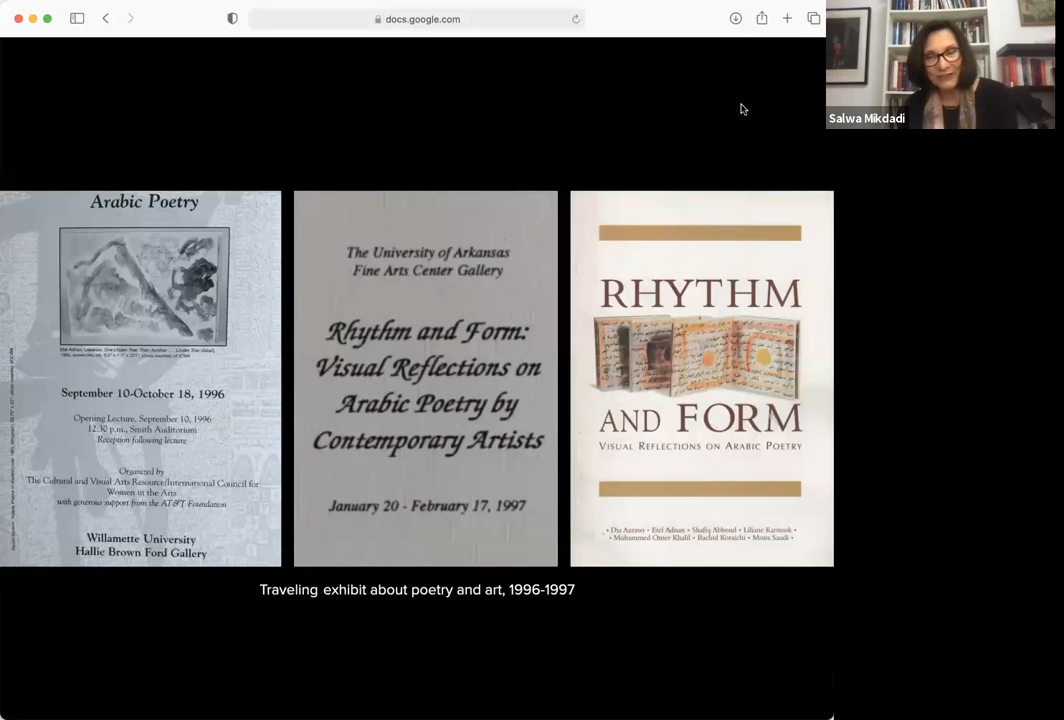 docs.google.com
Salwa Mikdadi
Arabic Poetry
September 10-October 18, 1996
Opening Lecture, September 10, 1996
12:30 p.m., Smith Auditorium
Reception following lecture
Organized by
The Cultural and Visual Arts Resource/International Council for
Women in the Arts
with generous support from the AT&T Foundation
Willamette University
Hallie Brown Ford Gallery
The University of Arkansas
Fine Arts Center Gallery
Rhythm and Form:
Visual Reflections on
Arabic Poetry by
Contemporary Artists
January 20 - February 17, 1997
RHYTHM
AND FORM
VISUAL REFLECTIONS ON ARABIC POETRY
• Dia Azzawi • Etel Adnan • Shafiq Abboud • Liliane Karnouk •
• Mohammed Omer Khalil • Rachid Koraichi • Mona Saudi •
Traveling exhibit about poetry and art, 1996-1997